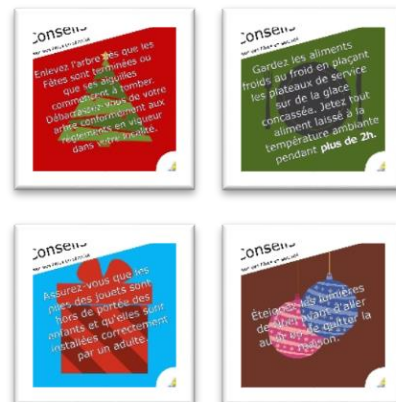 Conseils
Enlevez l'arbre dès que les
Fêtes sont terminées ou
que ses aiguilles
commencent à tomber.
Débarrassez-vous de votre
arbre conformément aux
règlements en vigueur
dans votre localité.
Conseils
Gardez les aliments
froids au froid en plaçant
les plateaux de service
sur de la glace
concassée. Jetez tout
aliment laissé à la
température ambiante
pendant plus de 2h.
Conseils
Assurez-vous que les
piles des jouets sont
hors de portée des
enfants et qu'elles sont
installées correctement
par un adulte.
Conseils
Éteignez les lumières
de Noël avant d'aller
au lit ou de quitter la
maison.